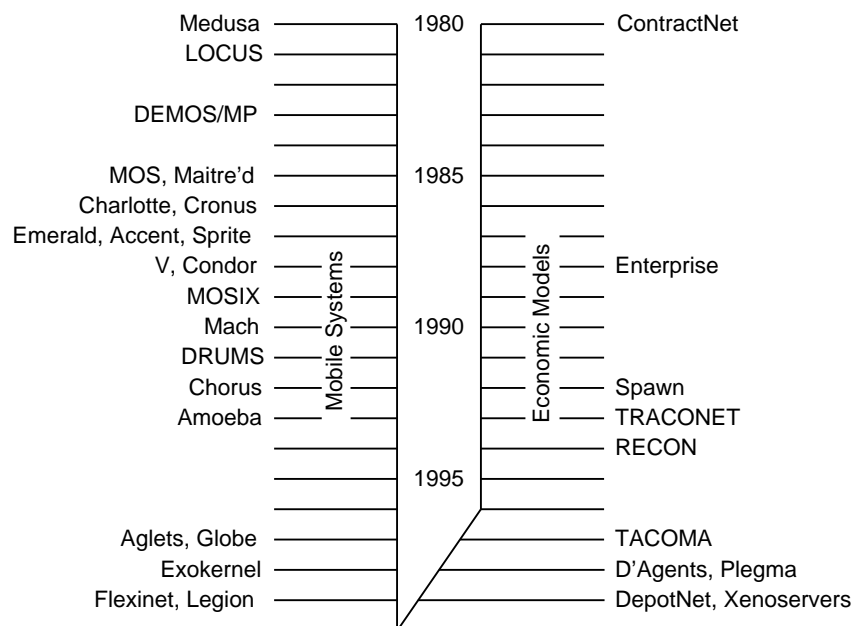 Medusa 1980 ContractNet
LOCUS
DEMOS/MP
MOS, Maitre'd 1985
Charlotte, Cronus
Emerald, Accent, Sprite
V, Condor Enterprise
MOSIX
Mach 1990
DRUMS
Chorus Spawn
Amoeba TRACONET
RECON
1995
Aglets, Globe TACOMA
Exokernel D'Agents, Plegma
Flexinet, Legion DepotNet, Xenoservers
Mobile Systems
Economic Models